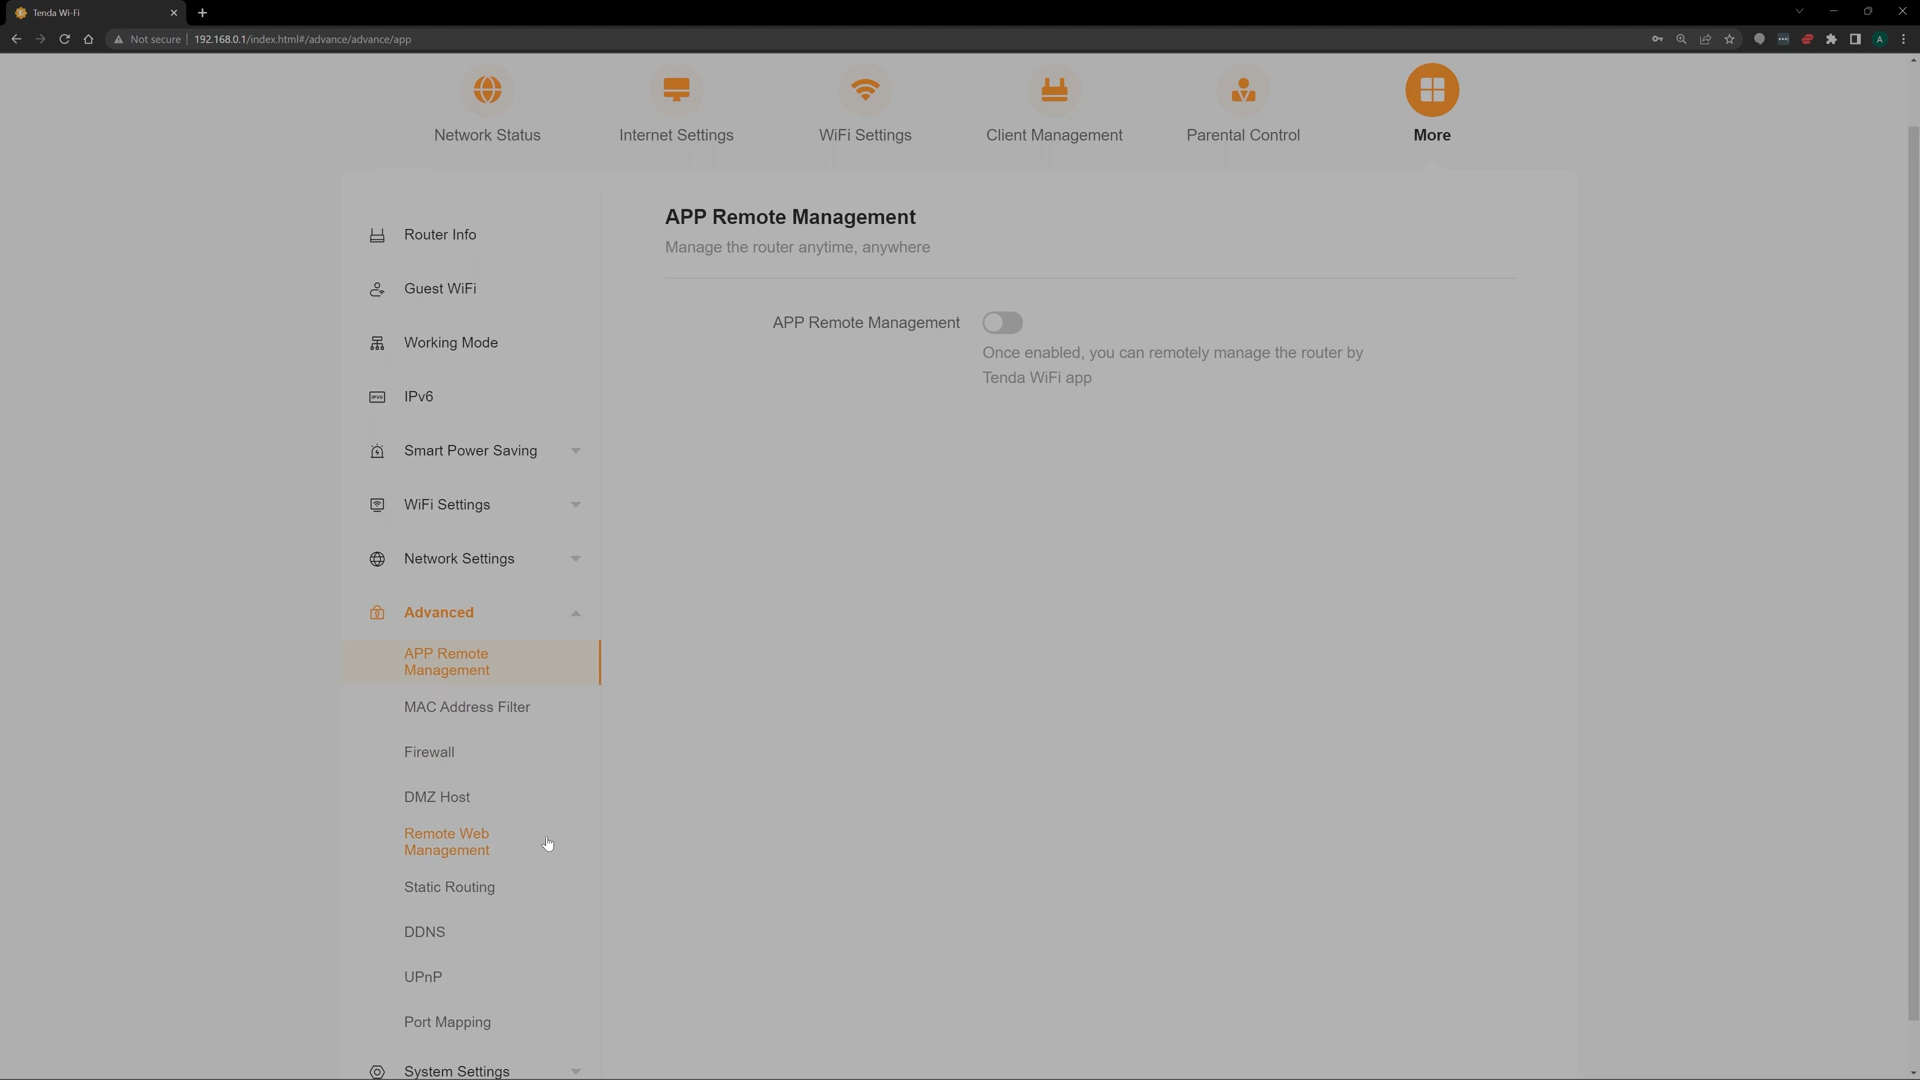 Tenda Wi-Fi
Not secure
192.168.0.1/index.html#/advance/advance/app
A
Network Status
Internet Settings
WiFi Settings
Client Management
Parental Control
More
Router Info
Guest WiFi
Working Mode
IPv6
Smart Power Saving
WiFi Settings
Network Settings
Advanced
APP Remote
Management
MAC Address Filter
Firewall
DMZ Host
Remote Web
Management
Static Routing
DDNS
UPnP
Port Mapping
System Settings
APP Remote Management
Manage the router anytime, anywhere
APP Remote Management
Once enabled, you can remotely manage the router by
Tenda WiFi app